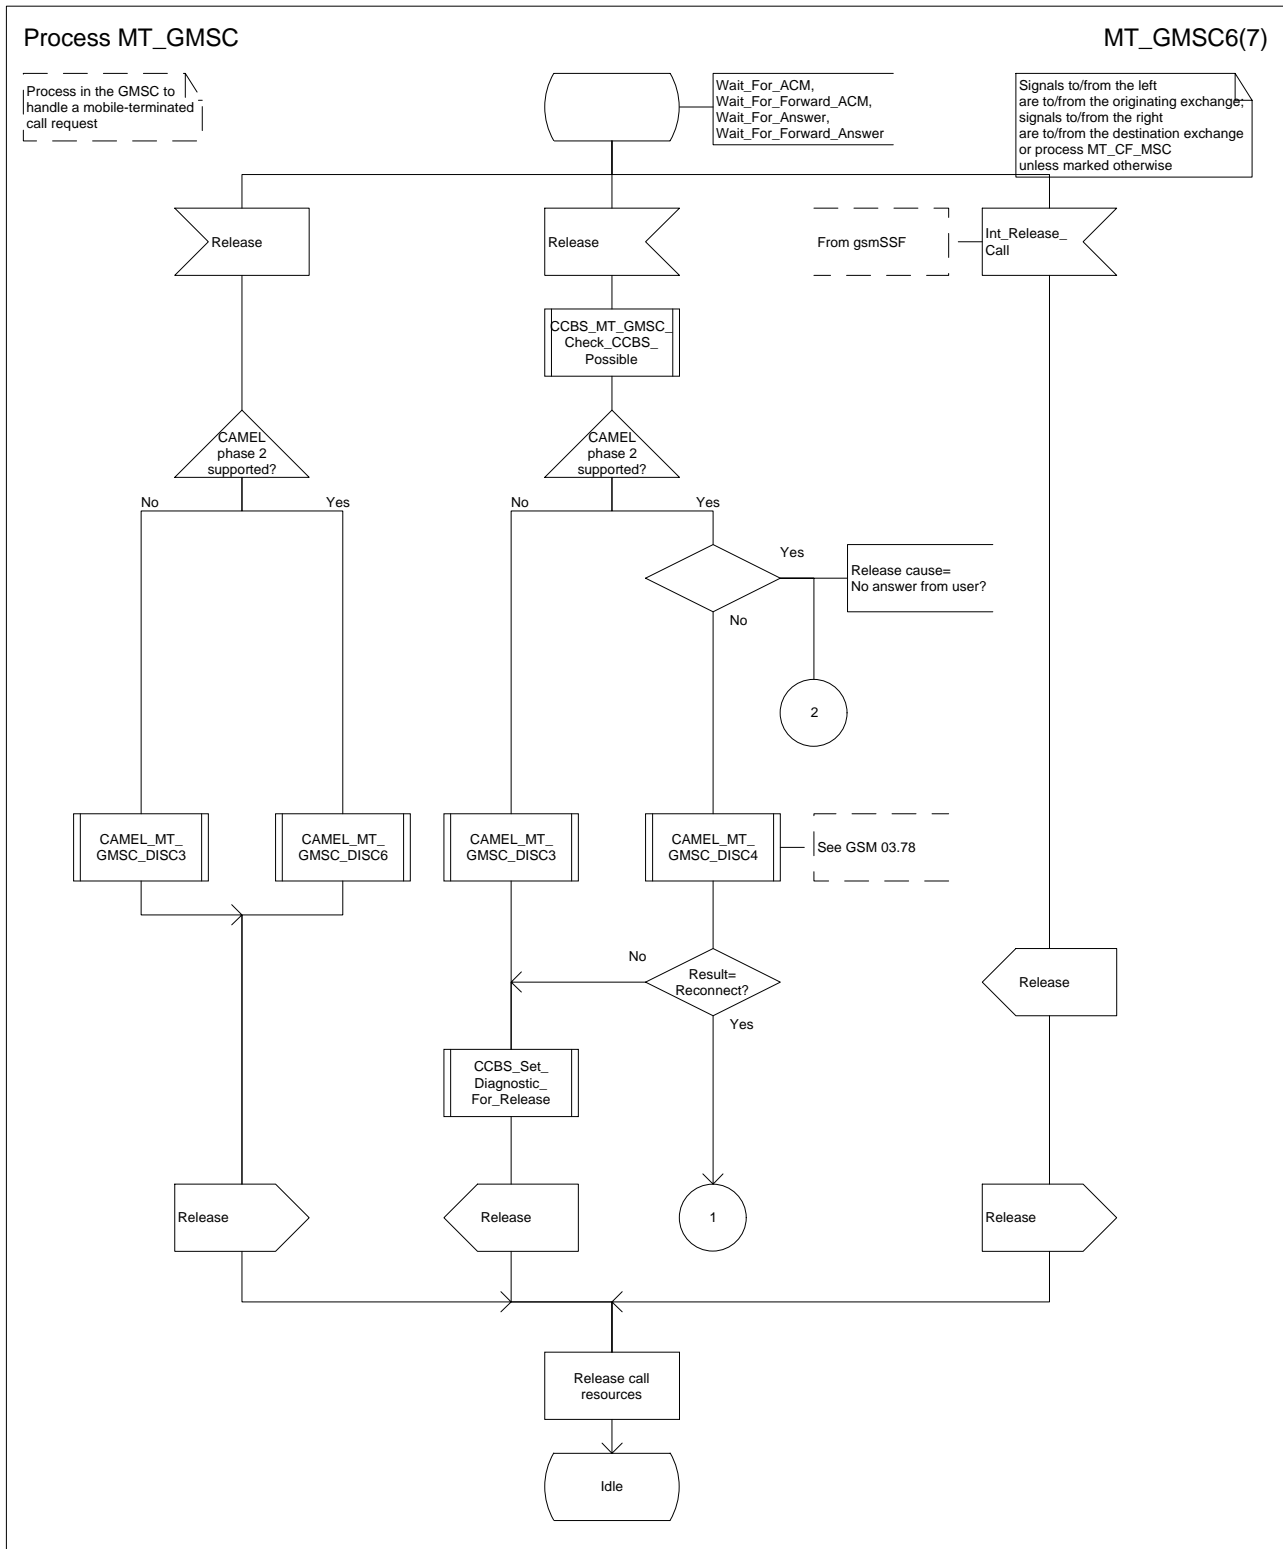 Process MT_GMSC
MT_GMSC6(7)
Process in the GMSC to
handle a mobile-terminated
call request
Wait_For_ACM,
Wait_For_Forward_ACM,
Wait_For_Answer,
Wait_For_Forward_Answer
Signals to/from the left
are to/from the originating exchange;
signals to/from the right
are to/from the destination exchange
or process MT_CF_MSC
unless marked otherwise
Release
Release
From gsmSSF
Int_Release_
Call
CCBS_MT_GMSC_
Check_CCBS_
Possible
CAMEL
phase 2
supported?
CAMEL
phase 2
supported?
No
Yes
No
Yes
Yes
Release cause=
No answer from user?
No
2
CAMEL_MT_
GMSC_DISC3
CAMEL_MT_
GMSC_DISC6
CAMEL_MT_
GMSC_DISC3
CAMEL_MT_
GMSC_DISC4
See GSM 03.78
No
Result=
Reconnect?
Yes
Release
CCBS_Set_
Diagnostic_
For_Release
Release
Release
1
Release
Release call
resources
Idle